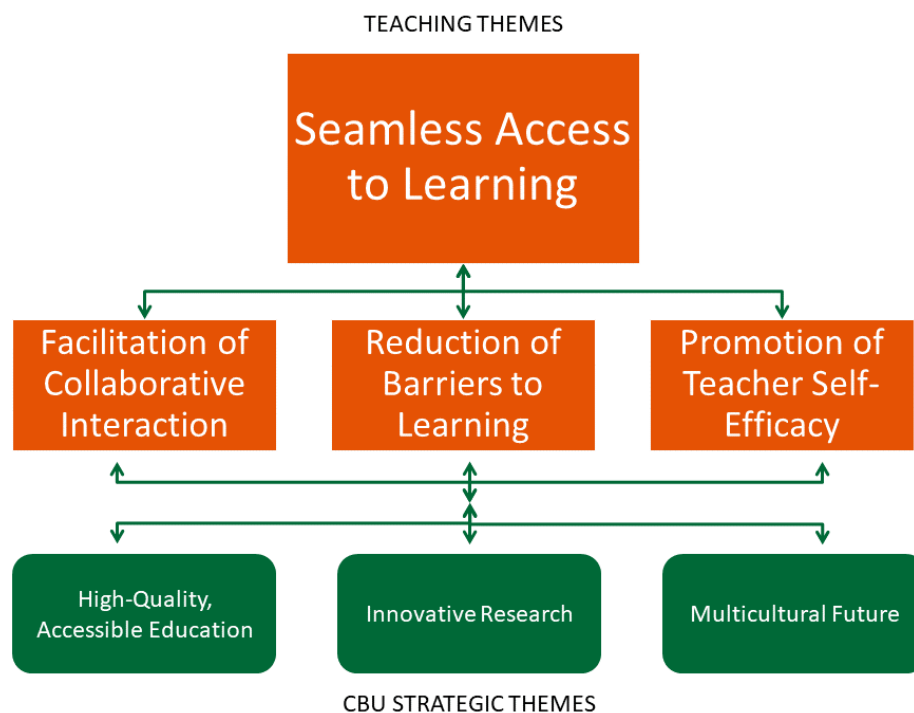 TEACHING THEMES
Seamless Access
to Learning
Facilitation of
Collaborative
Interaction
Reduction of
Barriers to
Learning
Promotion of
Teacher Self-
Efficacy
High-Quality,
Accessible Education
Innovative Research
Multicultural Future
CBU STRATEGIC THEMES